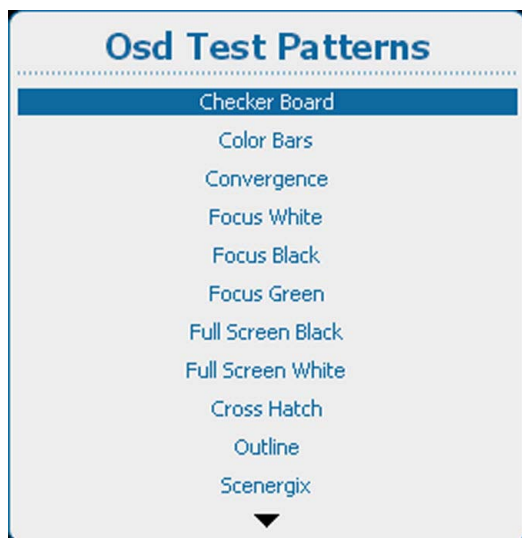 Osd Test Patterns
Checker Board
Color Bars
Convergence
Focus White
Focus Black
Focus Green
Full Screen Black
Full Screen White
Cross Hatch
Outline
Scenergix